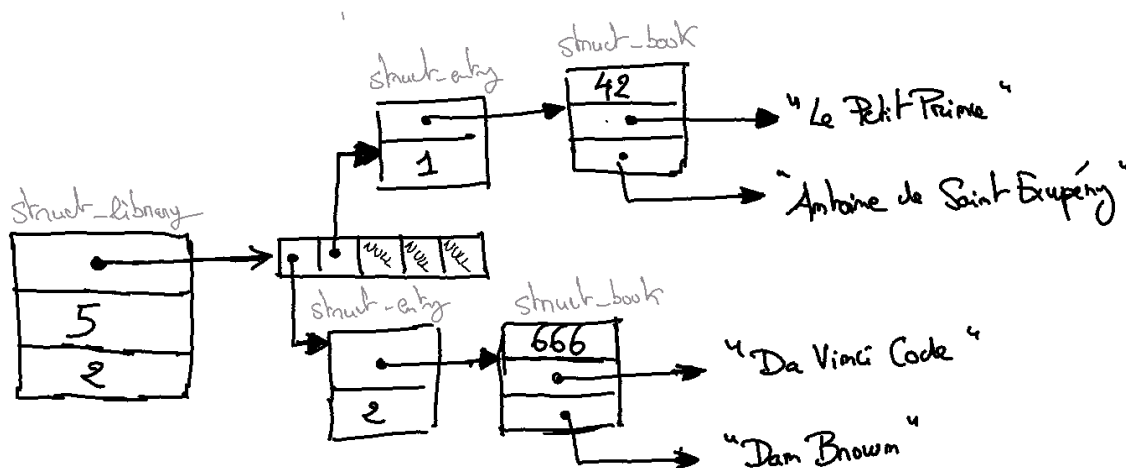 struct_book
struct_entry
42
"Le Petit Prince"
1
"Antoine de Saint Exupéry"
struct_library
NULL NULL NULL
5
2
struct_entry
struct_book
666
"Da Vinci Code"
2
"Dan Brown"